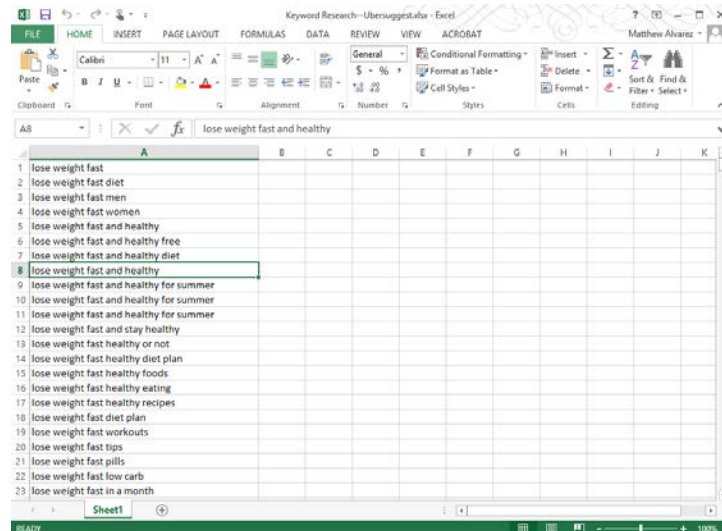 Keyword Research--Ubersuggest.xlsx - Excel
FILE HOME INSERT PAGE LAYOUT FORMULAS DATA REVIEW VIEW ACROBAT Matthew Alvarez
Paste
Calibri 11
B I U
General
$ % ,
Conditional Formatting
Format as Table
Cell Styles
Insert
Delete
Format
Sort & Filter
Find & Select
Clipboard Font Alignment Number Styles Cells Editing
A8 fx lose weight fast and healthy
A B C D E F G H I J K
1 lose weight fast
2 lose weight fast diet
3 lose weight fast men
4 lose weight fast women
5 lose weight fast and healthy
6 lose weight fast and healthy free
7 lose weight fast and healthy diet
8 lose weight fast and healthy
9 lose weight fast and healthy for summer
10 lose weight fast and healthy for summer
11 lose weight fast and healthy for summer
12 lose weight fast and stay healthy
13 lose weight fast healthy or not
14 lose weight fast healthy diet plan
15 lose weight fast healthy foods
16 lose weight fast healthy eating
17 lose weight fast healthy recipes
18 lose weight fast diet plan
19 lose weight fast workouts
20 lose weight fast tips
21 lose weight fast pills
22 lose weight fast low carb
23 lose weight fast in a month
Sheet1
READY 100%